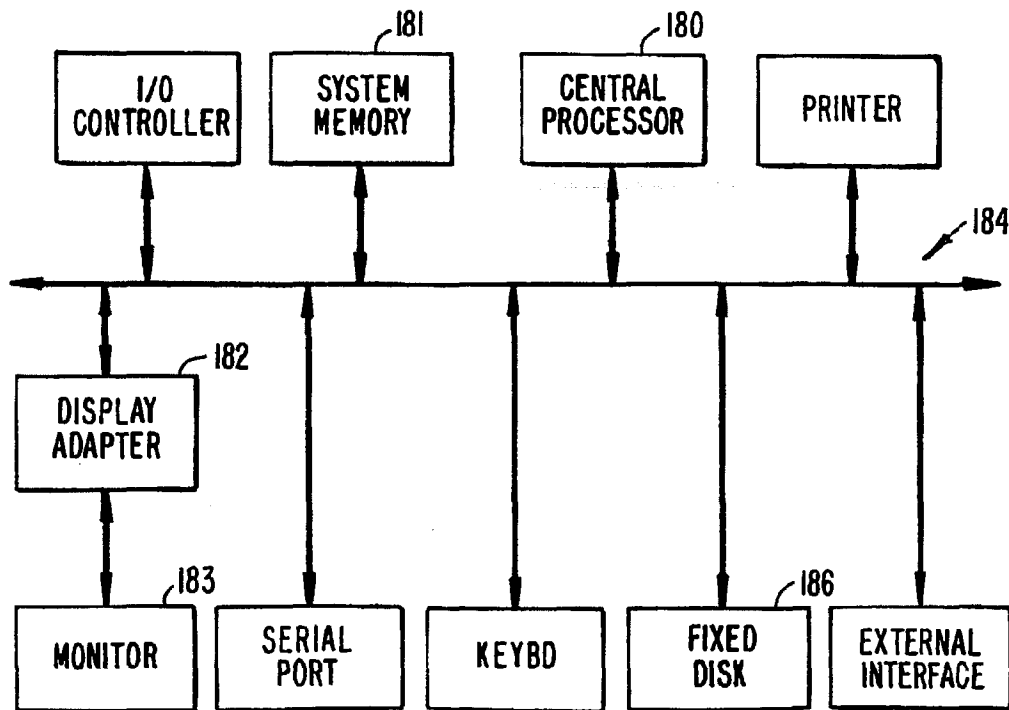 181
180
I/O
CONTROLLER
SYSTEM
MEMORY
CENTRAL
PROCESSOR
PRINTER
184
182
DISPLAY
ADAPTER
183
186
MONITOR
SERIAL
PORT
KEYBD
FIXED
DISK
EXTERNAL
INTERFACE